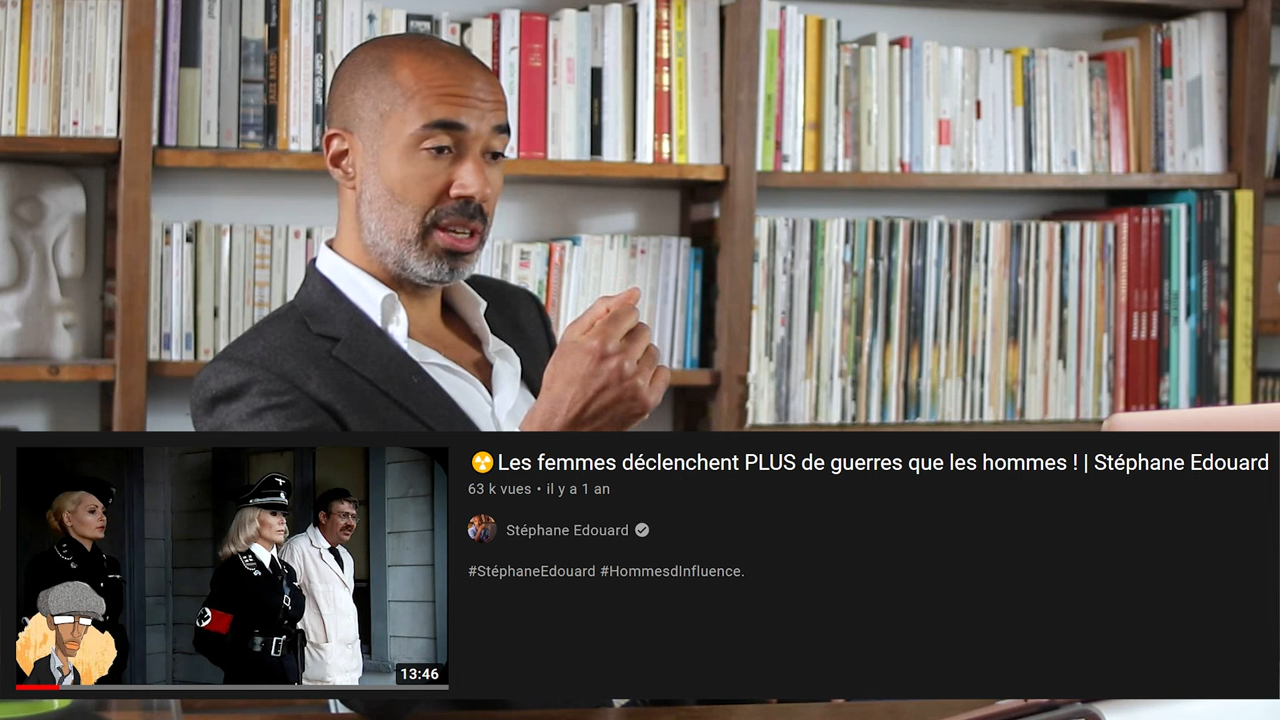 ☢Les femmes déclenchent PLUS de guerres que les hommes ! | Stéphane Edouard
63 k vues • il y a 1 an
Stéphane Edouard
#StéphaneEdouard #HommesdInfluence.
13:46